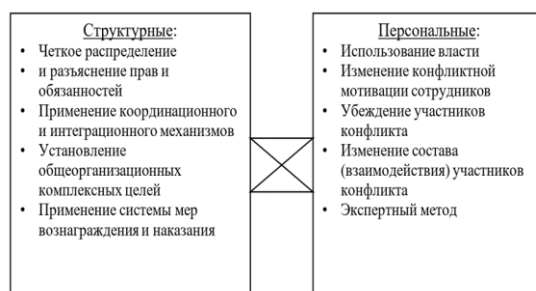 Структурные:
• Четкое распределение
• и разъяснение прав и
обязанностей
• Применение координационного
и интеграционного механизмов
• Установление
общеорганизационных
комплексных целей
• Применение системы мер
вознаграждения и наказания
Персональные:
• Использование власти
• Изменение конфликтной
мотивации сотрудников
• Убеждение участников
конфликта
• Изменение состава
(взаимодействия) участников
конфликта
• Экспертный метод